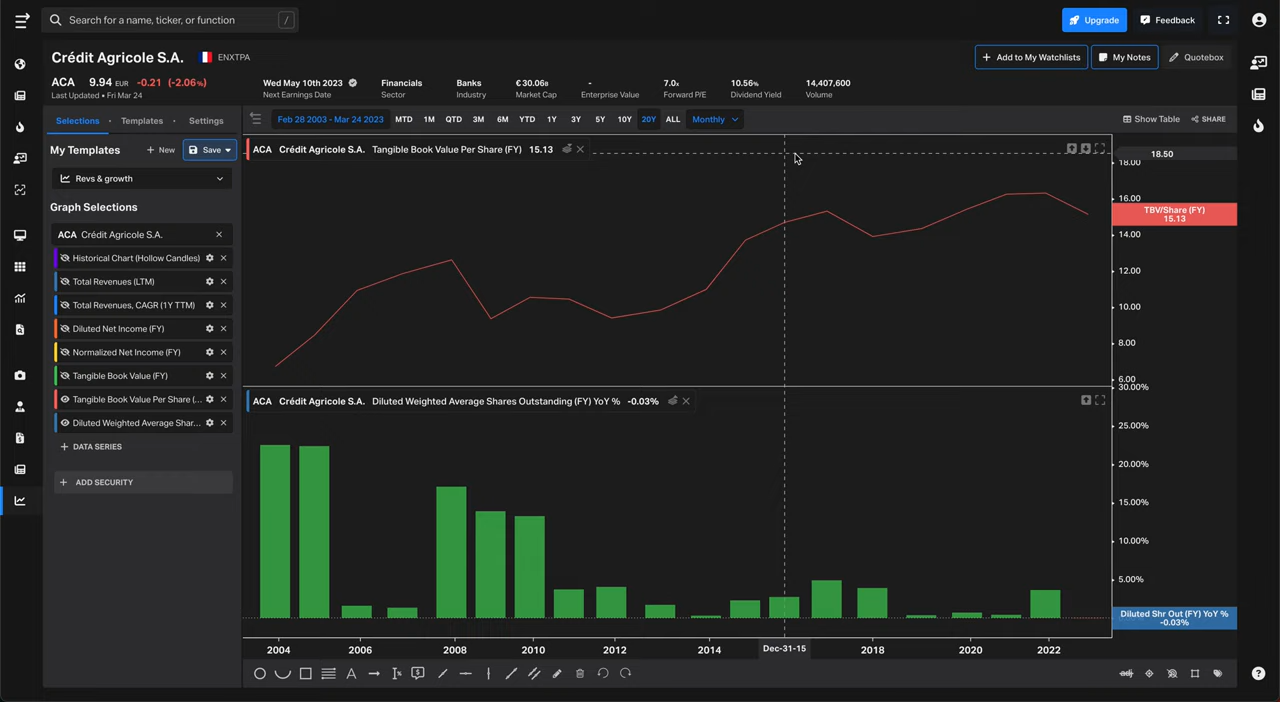 Search for a name, ticker, or function /
Upgrade
Feedback
Crédit Agricole S.A. ENXTPA
Add to My Watchlists
My Notes
Quotebox
ACA 9.94 EUR -0.21 (-2.06%)
Last Updated • Fri Mar 24
Wed May 10th 2023
Next Earnings Date
Financials
Sector
Banks
Industry
€30.06B
Market Cap
-
Enterprise Value
7.0x
Forward P/E
10.56%
Dividend Yield
14,407,600
Volume
Selections • Templates • Settings
Feb 28 2003 - Mar 24 2023 MTD 1M QTD 3M 6M YTD 1Y 3Y 5Y 10Y 20Y ALL Monthly
Show Table SHARE
My Templates + New Save
Revs & growth
Graph Selections
ACA Crédit Agricole S.A.
Historical Chart (Hollow Candles)
Total Revenues (LTM)
Total Revenues, CAGR (1Y TTM)
Diluted Net Income (FY)
Normalized Net Income (FY)
Tangible Book Value (FY)
Tangible Book Value Per Share (...
Diluted Weighted Average Shar...
+ DATA SERIES
+ ADD SECURITY
ACA Crédit Agricole S.A. Tangible Book Value Per Share (FY) 15.13
18.50
18.00
16.00
TBV/Share (FY)
15.13
14.00
12.00
10.00
8.00
6.00
ACA Crédit Agricole S.A. Diluted Weighted Average Shares Outstanding (FY) YoY % -0.03%
30.00%
25.00%
20.00%
15.00%
10.00%
5.00%
Diluted Shr Out (FY) YoY %
-0.03%
2004 2006 2008 2010 2012 2014 Dec-31-15 2018 2020 2022